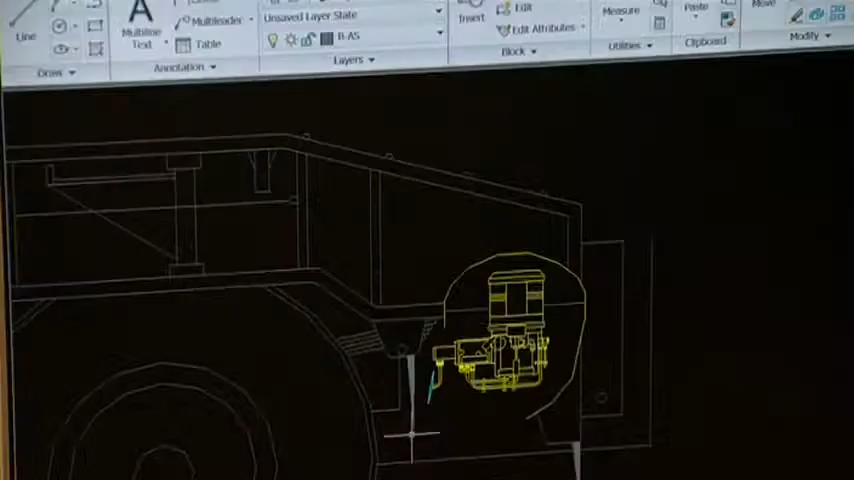 Line
Multiline
Text
Multileader
Table
Unsaved Layer State
B-AS
Insert
Edit
Edit Attributes
Measure
Paste
Move
Draw
Annotation
Layers
Block
Utilities
Clipboard
Modify